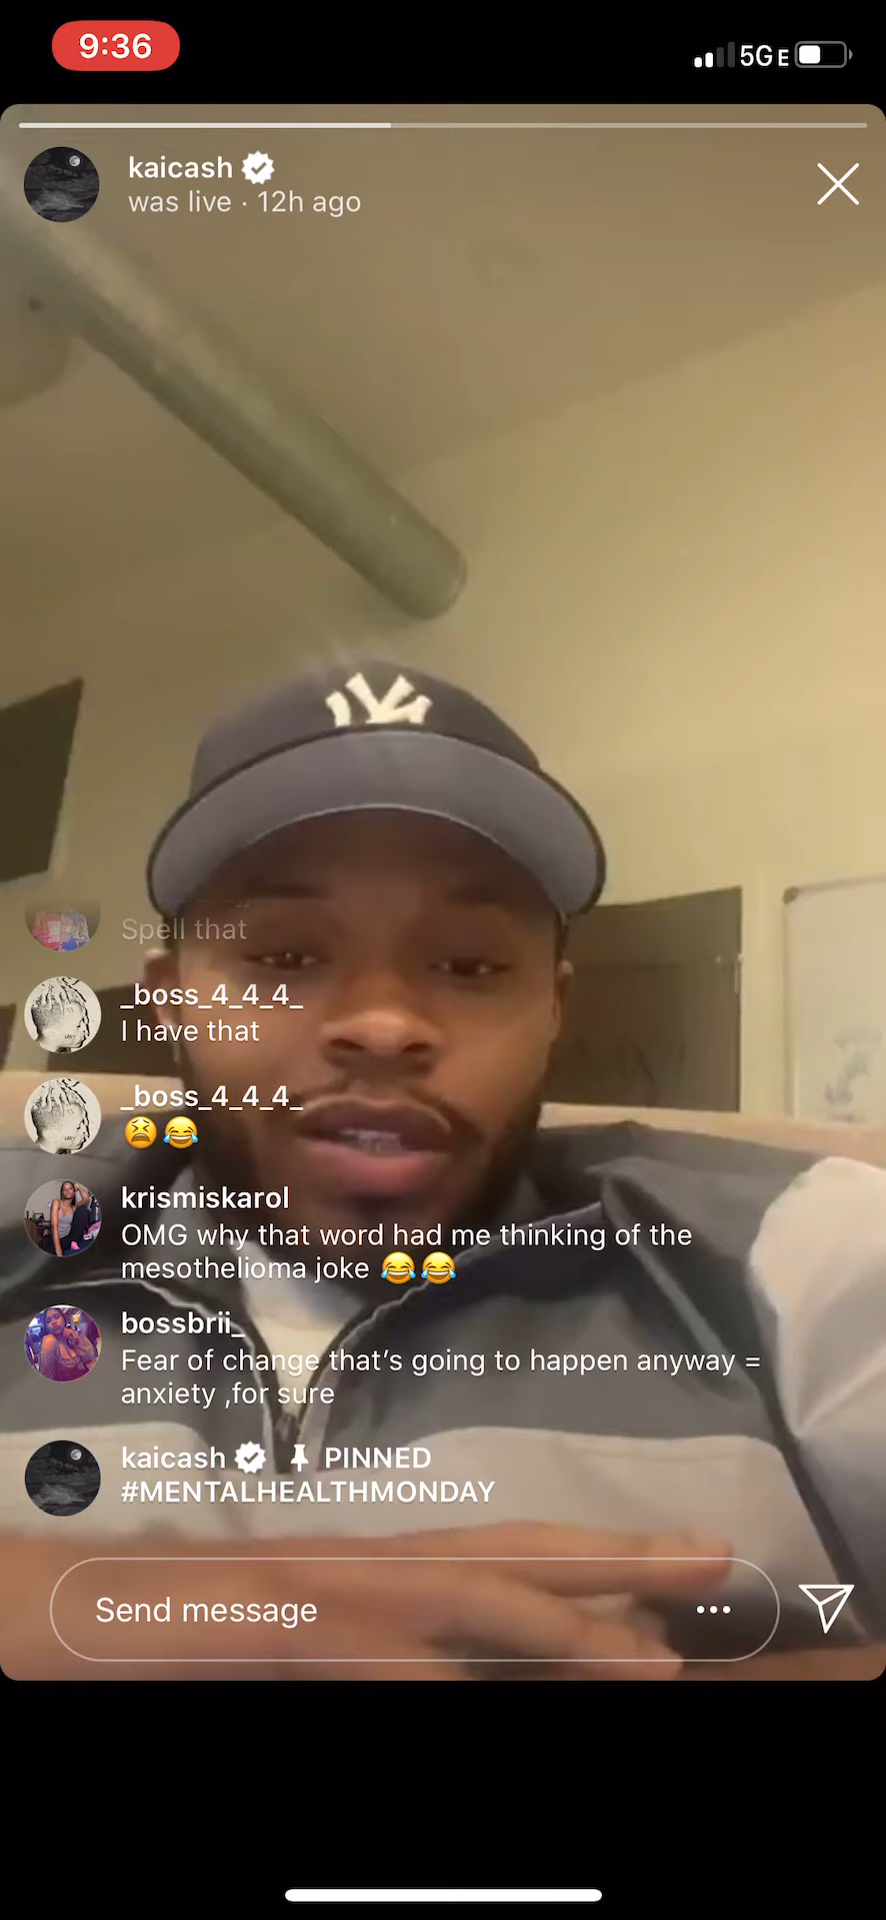 9:36
5GE
kaicash
was live · 12h ago
NY
Spell that
_boss_4_4_4_
I have that
_boss_4_4_4_
😫😂
krismiskarol
OMG why that word had me thinking of the
mesothelioma joke 😂😂
bossbrii_
Fear of change that’s going to happen anyway =
anxiety ,for sure
kaicash PINNED
#MENTALHEALTHMONDAY
Send message